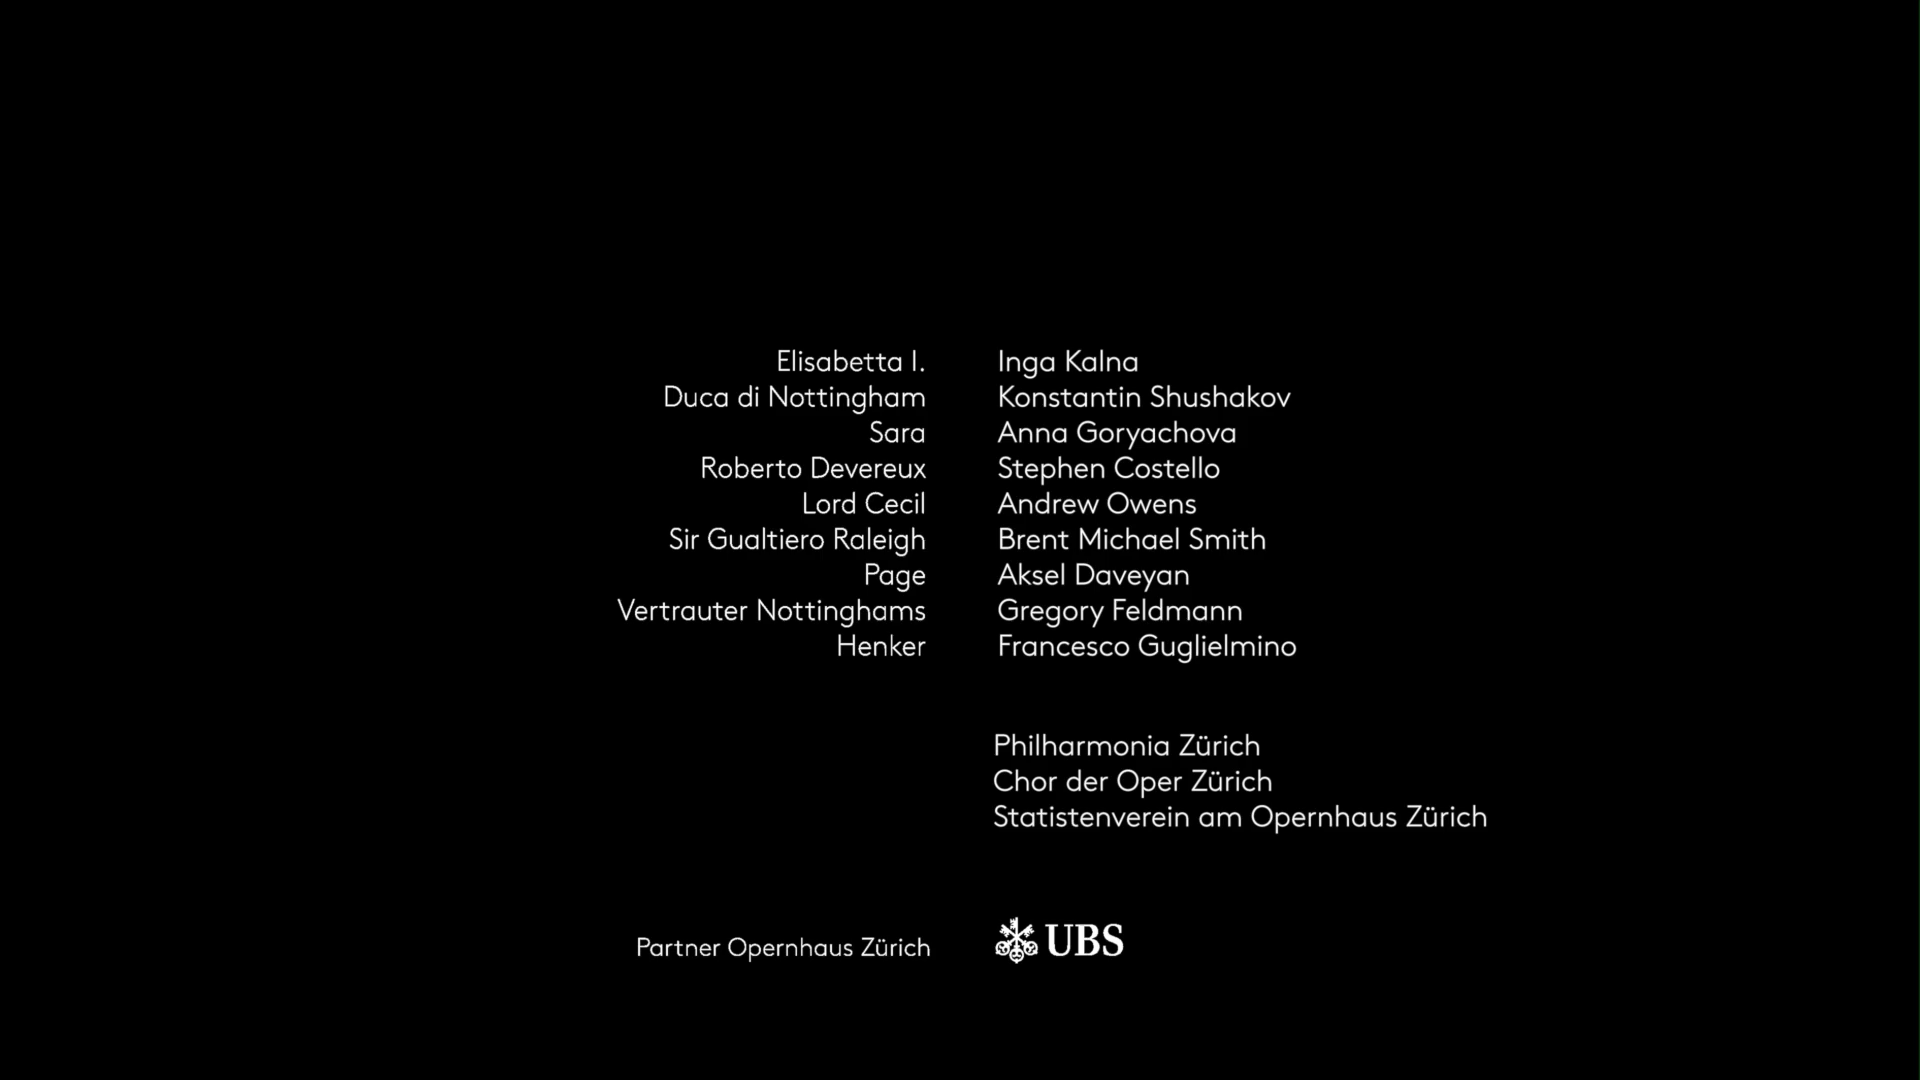 Elisabetta I. Inga Kalna
Duca di Nottingham Konstantin Shushakov
Sara Anna Goryachova
Roberto Devereux Stephen Costello
Lord Cecil Andrew Owens
Sir Gualtiero Raleigh Brent Michael Smith
Page Aksel Daveyan
Vertrauter Nottinghams Gregory Feldmann
Henker Francesco Guglielmino
Philharmonia Zürich
Chor der Oper Zürich
Statistenverein am Opernhaus Zürich
Partner Opernhaus Zürich UBS